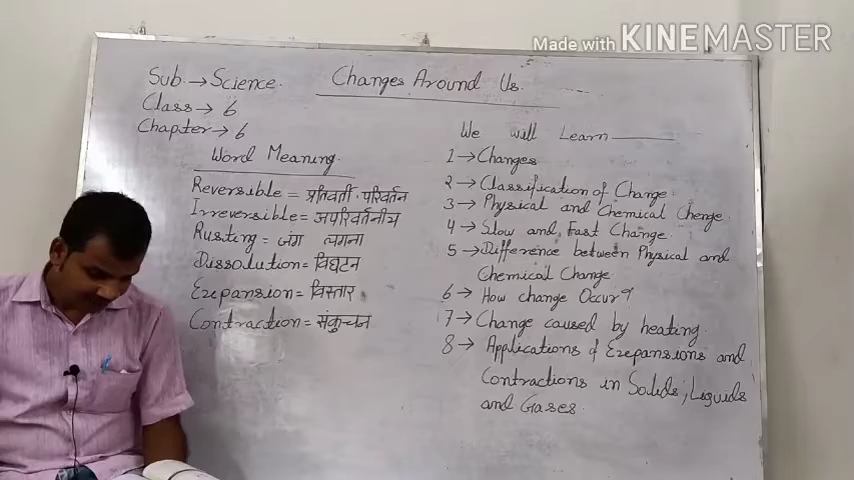 Made with KINEMASTER
Sub. → Science.
Changes Around Us.
Class → 6
Chapter → 6
Word Meaning.
Reversible = प्रतिवर्ती परिवर्तन
Irreversible = अपरिवर्तनीय
Rusting = जंग लगना
Dissolution = विघटन
Exepansion = विस्तार
Contraction = संकुचन
We will Learn
1 → Changes
2 → Classification of Change.
3 → Physical and Chemical Chenge.
4 → Slow and Fast Change.
5 → Difference between Physical and
Chemical Change
6 → How change Occur?
7 → Change caused by heating.
8 → Applications of Exepansions and
Contractions in Solids, Liquids
and Gases.